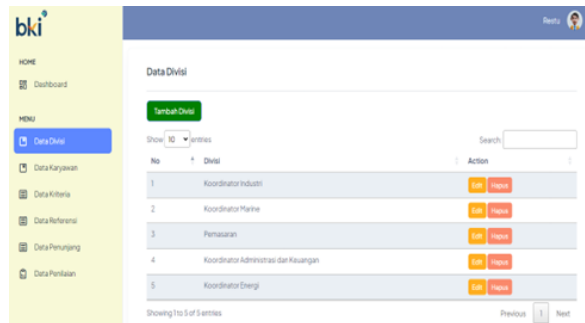 bki
Restu
HOME
Dashboard
MENU
Data Divisi
Data Karyawan
Data Kriteria
Data Referensi
Data Penunjang
Data Penilaian
Data Divisi
Tambah Divisi
Show 10 entries
Search:
No Divisi Action
1 Koordinator Industri Edit Hapus
2 Koordinator Marine Edit Hapus
3 Pemasaran Edit Hapus
4 Koordinator Administrasi dan Keuangan Edit Hapus
5 Koordinator Energi Edit Hapus
Showing 1 to 5 of 5 entries
Previous 1 Next